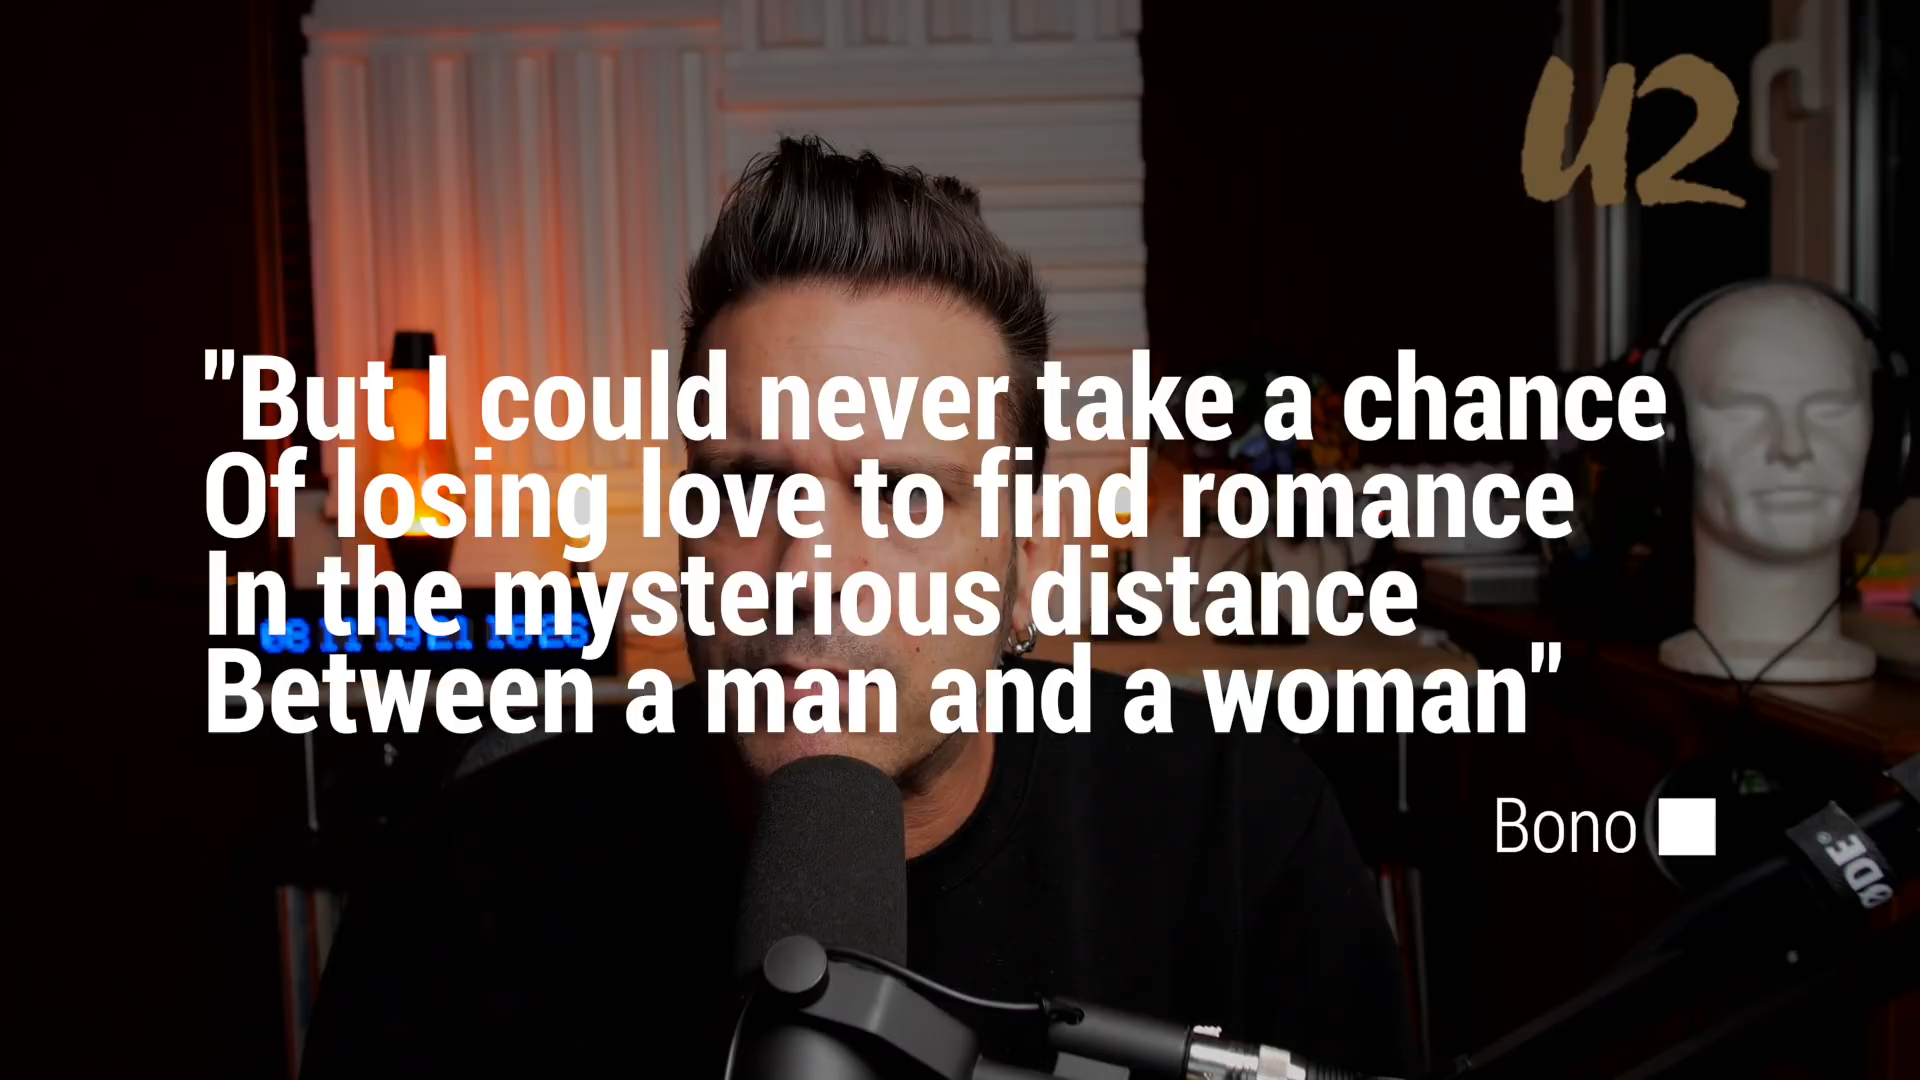 U2
"But I could never take a chance
Of losing love to find romance
In the mysterious distance
Between a man and a woman"
Bono
RØDE